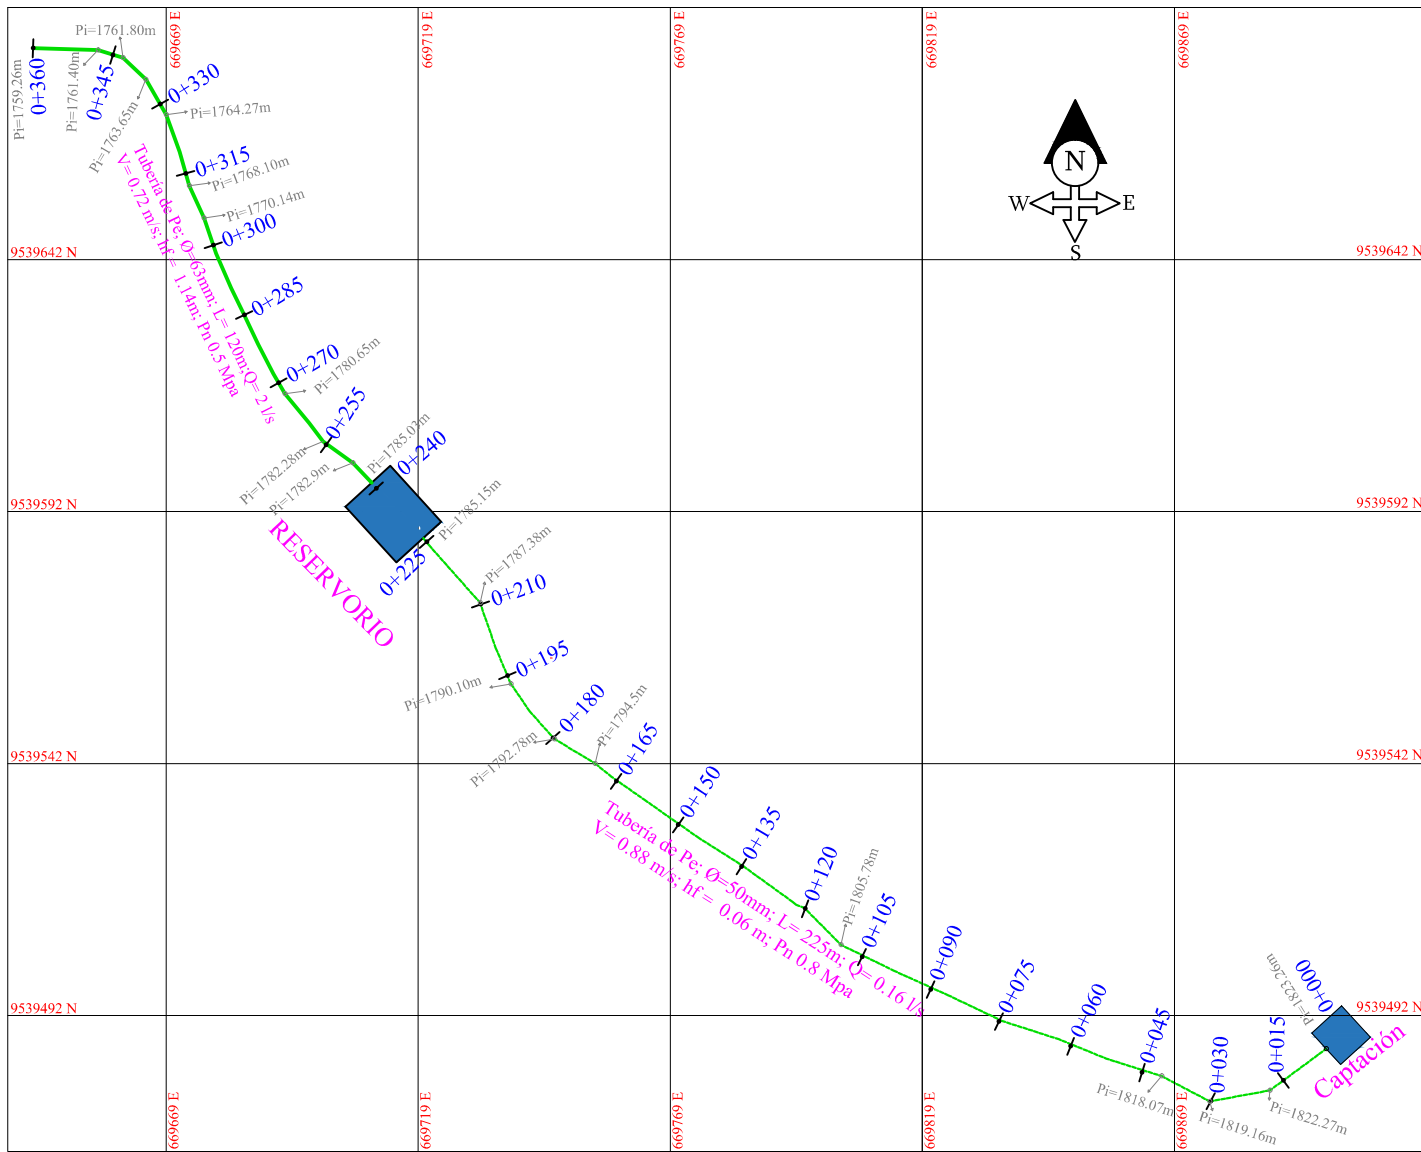 669669 E
669719 E
669769 E
669819 E
669869 E
Pi=1761.80m
Pi=1759.26m
0+360
Pi=1761.40m
0+345
Pi=1763.65m
0+330
Pi=1764.27m
0+315
Pi=1768.10m
Pi=1770.14m
0+300
Tubería de Pe; Ø=63mm; L= 120m;Q= 2 l/s
V= 0.72 m/s; hf = 1.14m; Pn 0.5 Mpa
N
W
E
S
9539642 N
9539642 N
0+285
0+270
Pi=1780.65m
0+255
Pi=1782.28m
Pi=1782.9m
Pi=1785.03m
0+240
9539592 N
9539592 N
Pi=1785.15m
RESERVORIO
0+225
Pi=1787.38m
0+210
0+195
Pi=1790.10m
0+180
Pi=1792.78m
Pi=1794.5m
0+165
9539542 N
9539542 N
0+150
0+135
Tubería de Pe; Ø=50mm; L= 225m; Q= 0.16 l/s
V= 0.88 m/s; hf = 0.06 m; Pn 0.8 Mpa
0+120
Pi=1805.78m
0+105
0+090
0+075
0+060
0+045
Pi=1818.07m
0+030
Pi=1819.16m
0+015
Pi=1822.27m
Pi=1823.26m
0+000
Captación
9539492 N
9539492 N
669669 E
669719 E
669769 E
669819 E
669869 E